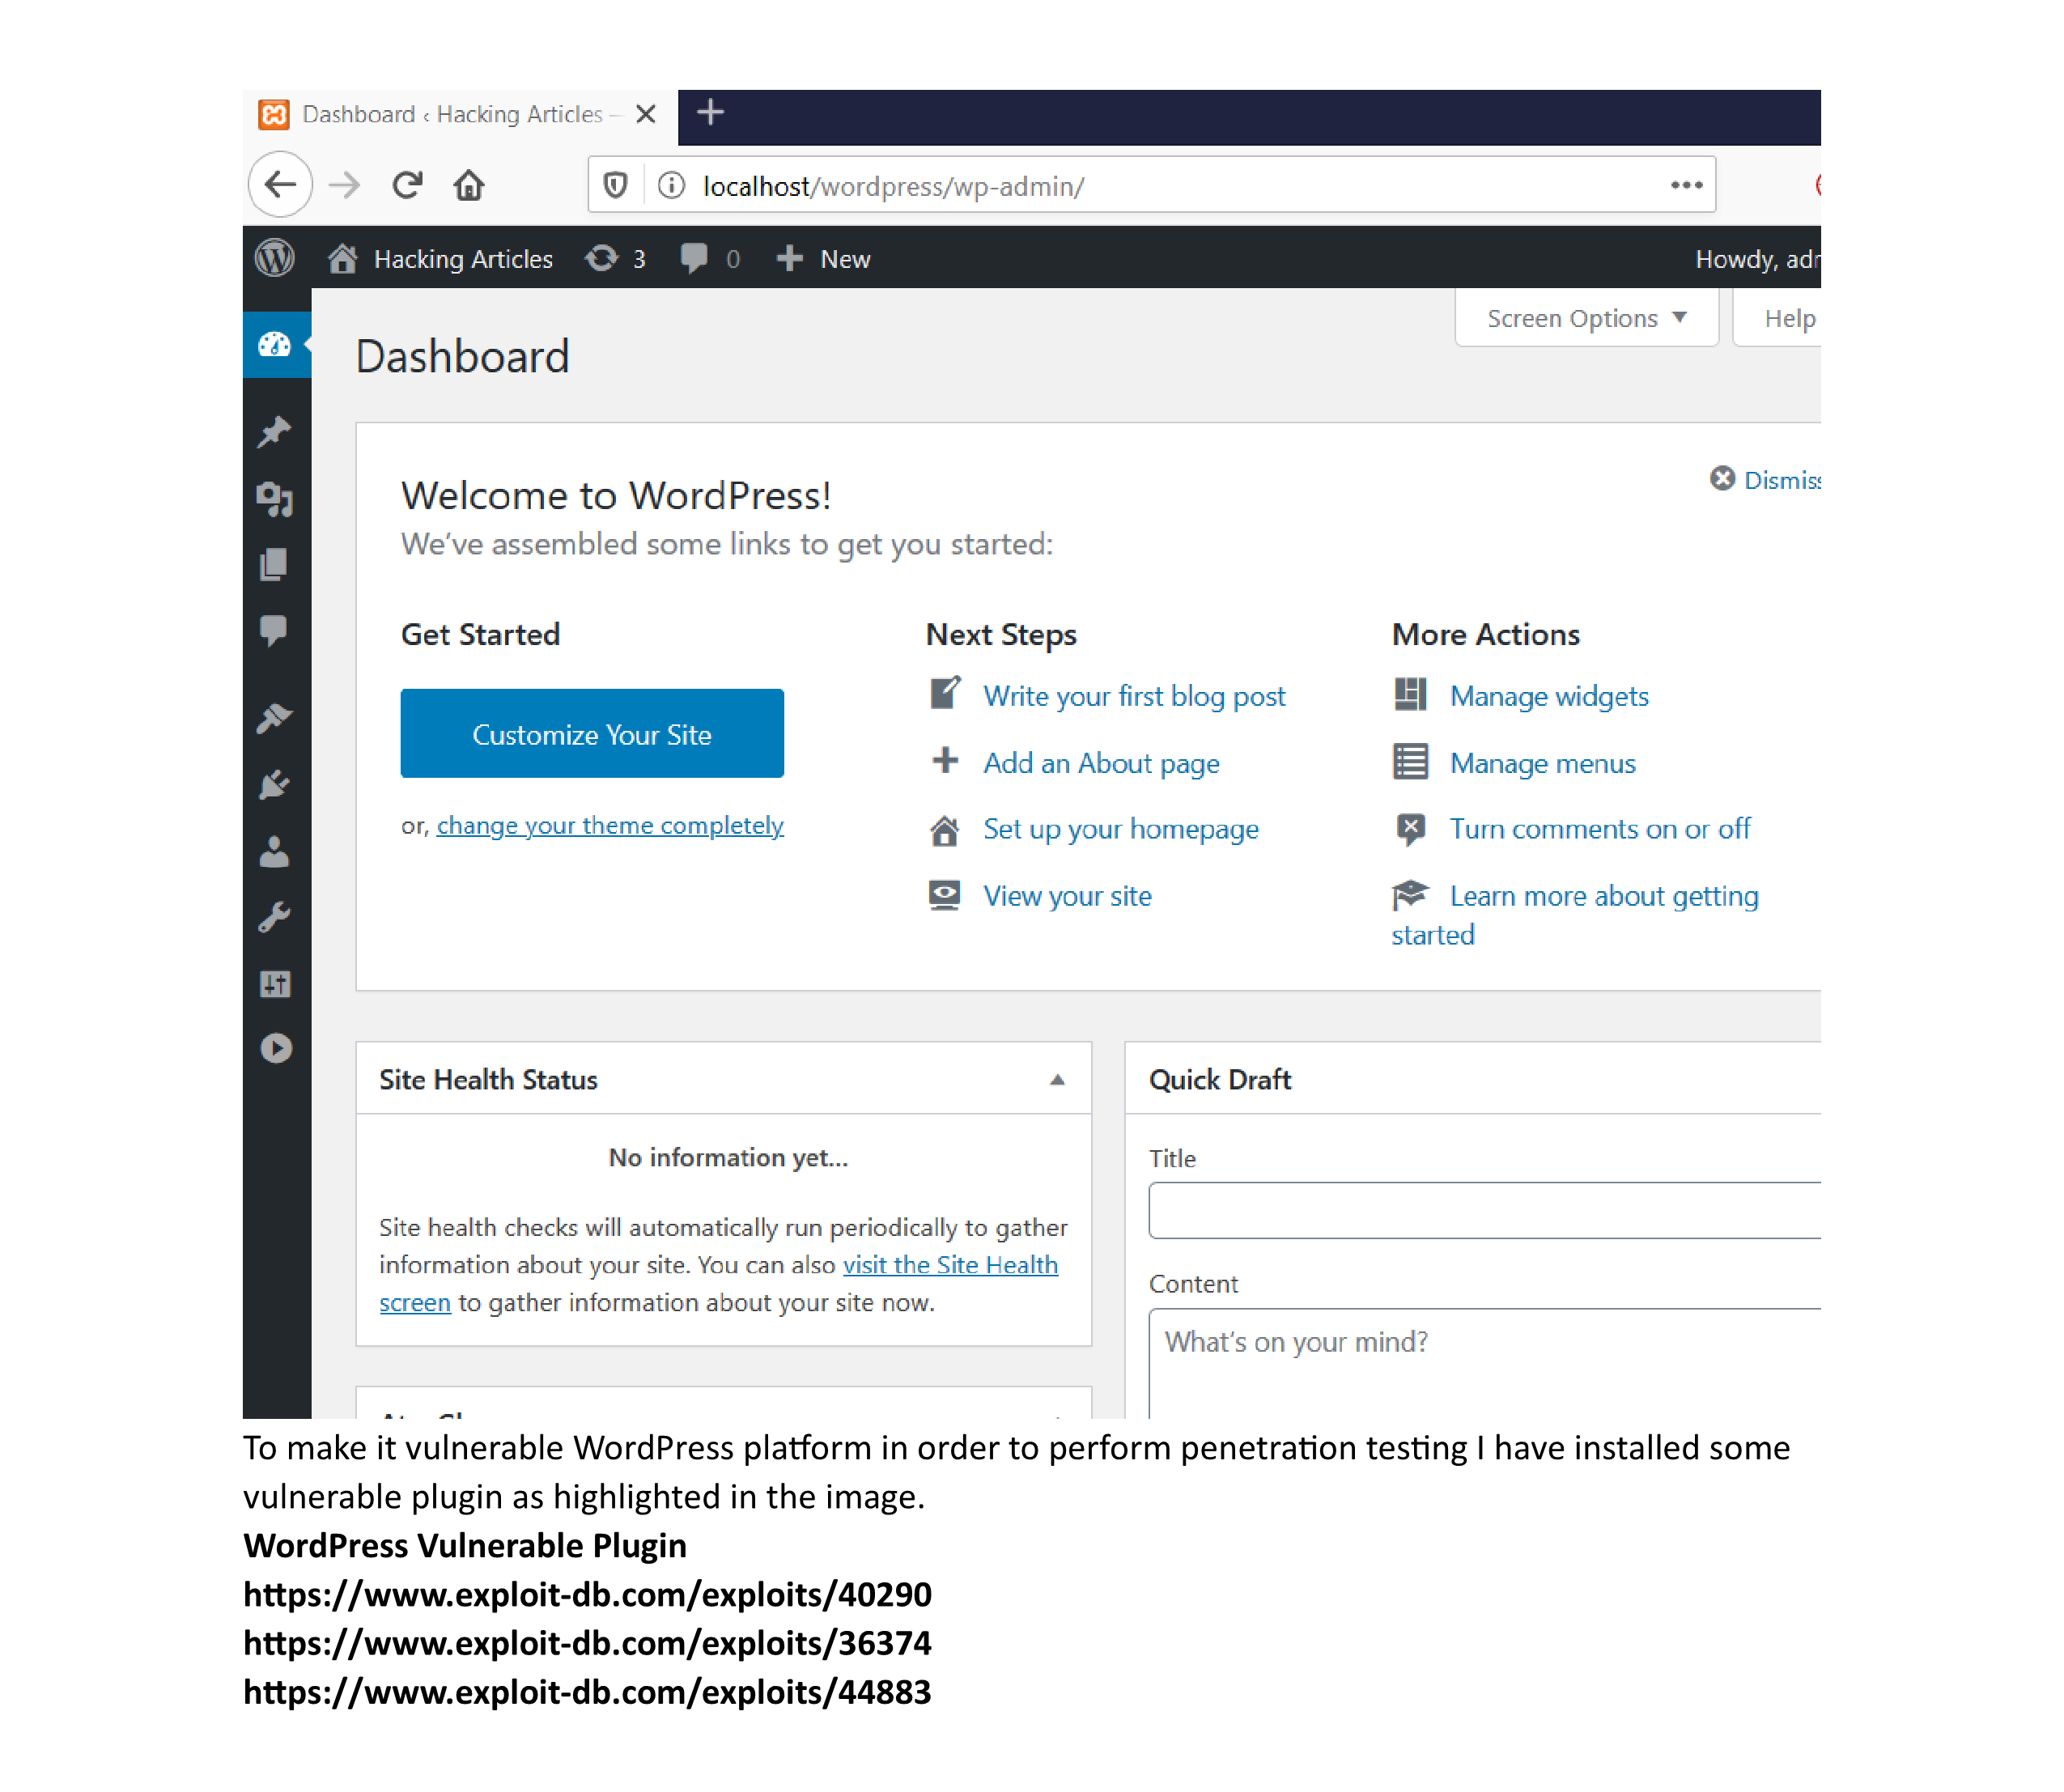 Dashboard ‹ Hacking Articles —
localhost/wordpress/wp-admin/
Hacking Articles 3 0 New Howdy,
Screen Options Help
Dashboard
Welcome to WordPress!
Dismiss
We've assembled some links to get you started:
Get Started Next Steps More Actions
Customize Your Site
or, change your theme completely
Write your first blog post
Add an About page
Set up your homepage
View your site
Manage widgets
Manage menus
Turn comments on or off
Learn more about getting
started
Site Health Status
No information yet...
Site health checks will automatically run periodically to gather
information about your site. You can also visit the Site Health
screen to gather information about your site now.
Quick Draft
Title
Content
What's on your mind?
To make it vulnerable WordPress platform in order to perform penetration testing I have installed some
vulnerable plugin as highlighted in the image.
WordPress Vulnerable Plugin
https://www.exploit-db.com/exploits/40290
https://www.exploit-db.com/exploits/36374
https://www.exploit-db.com/exploits/44883